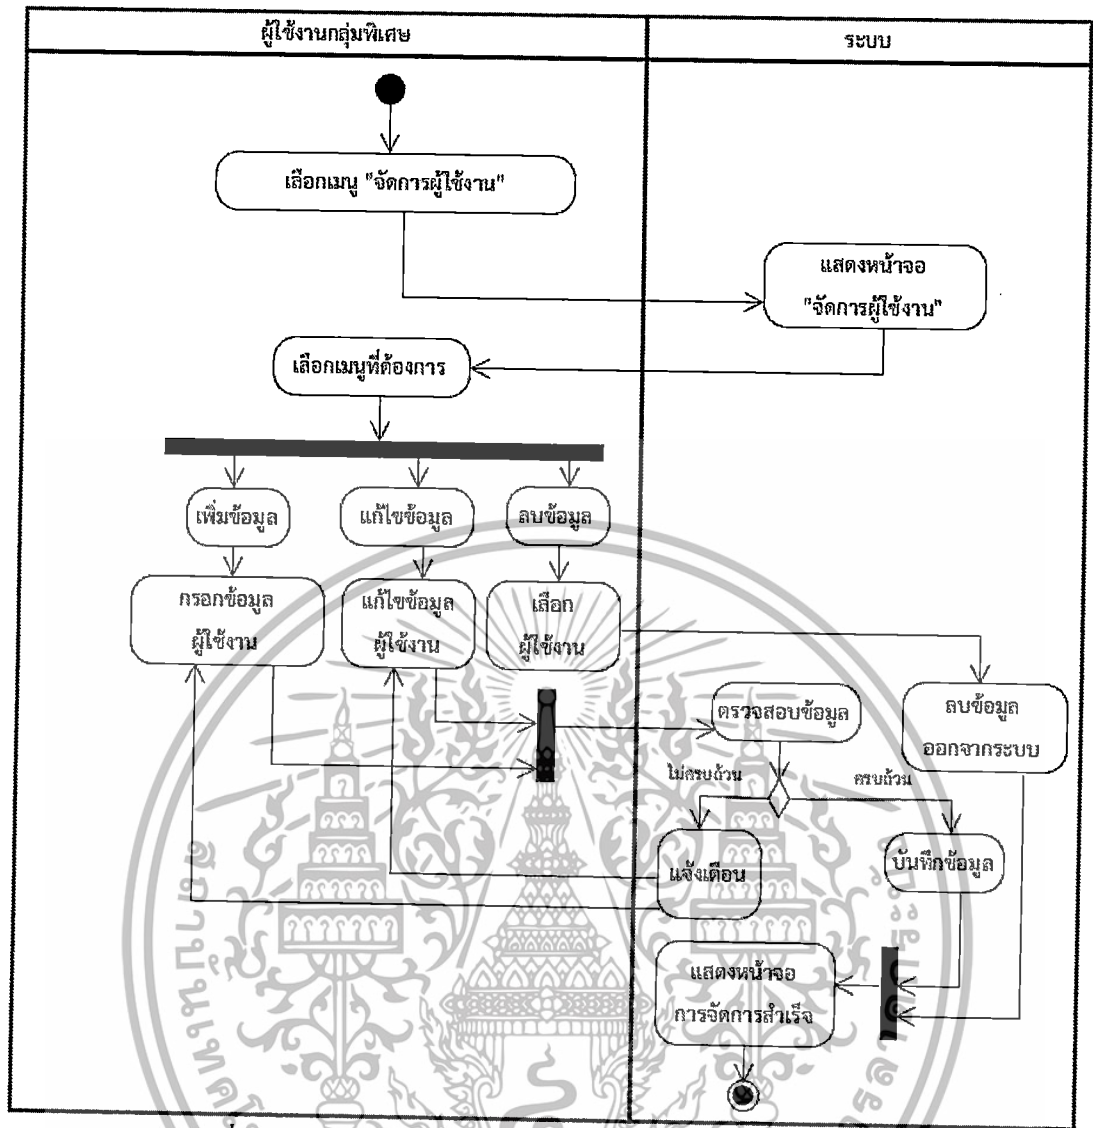 ผู้ใช้งานกลุ่มพิเศษ
ระบบ
เลือกเมนู "จัดการผู้ใช้งาน"
แสดงหน้าจอ
"จัดการผู้ใช้งาน"
เลือกเมนูที่ต้องการ
เพิ่มข้อมูล
แก้ไขข้อมูล
ลบข้อมูล
กรอกข้อมูล
ผู้ใช้งาน
แก้ไขข้อมูล
ผู้ใช้งาน
เลือก
ผู้ใช้งาน
ตรวจสอบข้อมูล
ลบข้อมูล
ออกจากระบบ
ไม่ครบถ้วน
ครบถ้วน
แจ้งเตือน
บันทึกข้อมูล
แสดงหน้าจอ
การจัดการสำเร็จ